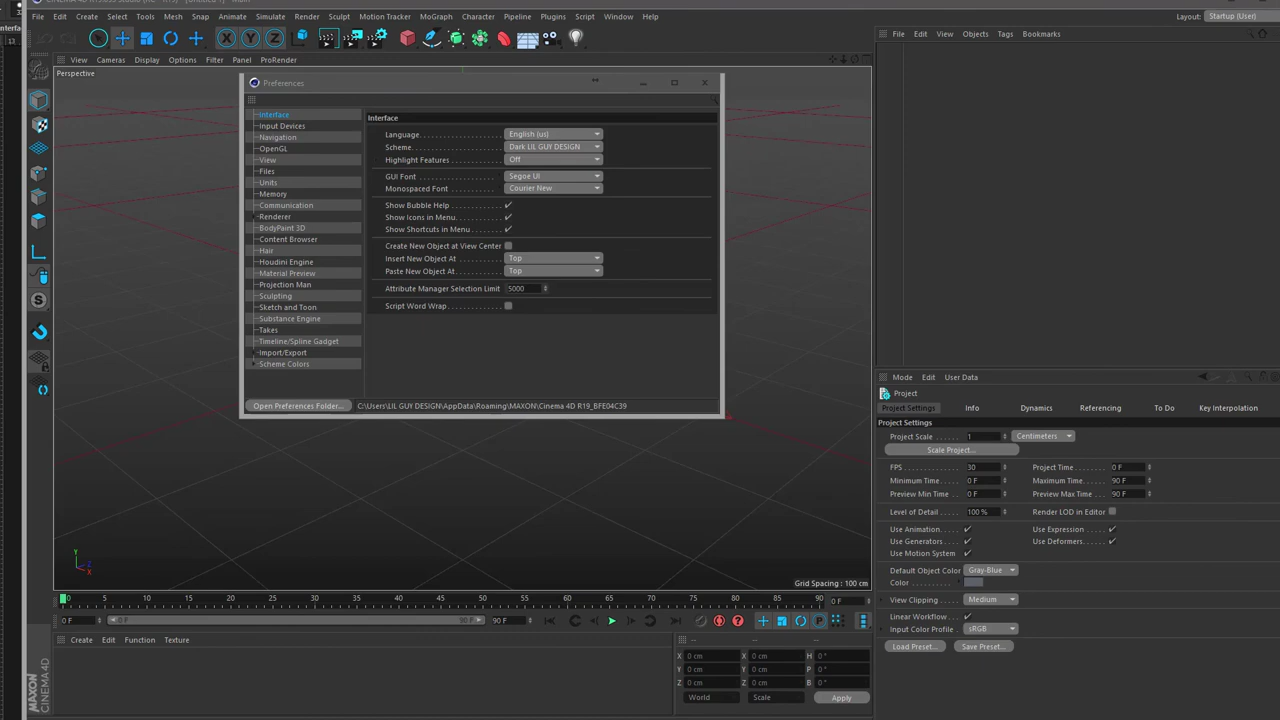 File Edit Create Select Tools Mesh Snap Animate Simulate Render Sculpt Motion Tracker MoGraph Character Pipeline Plugins Script Window Help
Layout: Startup (User)
X Y Z
File Edit View Objects Tags Bookmarks
View Cameras Display Options Filter Panel ProRender
Perspective
Preferences
Interface
Input Devices
Navigation
OpenGL
View
Files
Units
Memory
Communication
Renderer
BodyPaint 3D
Content Browser
Hair
Houdini Engine
Material Preview
Projection Man
Sculpting
Sketch and Toon
Substance Engine
Takes
Timeline/Spline Gadget
Import/Export
Scheme Colors
Interface
Language English (us)
Scheme Dark LIL GUY DESIGN
Highlight Features Off
GUI Font Segoe UI
Monospaced Font Courier New
Show Bubble Help
Show Icons in Menu
Show Shortcuts in Menu
Create New Object at View Center
Insert New Object At Top
Paste New Object At Top
Attribute Manager Selection Limit 5000
Script Word Wrap
Open Preferences Folder... C:\Users\LIL GUY DESIGN\AppData\Roaming\MAXON\Cinema 4D R19_BFE04C39
Y
Z
X
Grid Spacing : 100 cm
0 5 10 15 20 25 30 35 40 45 50 55 60 65 70 75 80 85 90 0 F
0 F 0 F 90 F 90 F
Create Edit Function Texture
-- -- --
X 0 cm X 0 cm H 0 °
Y 0 cm Y 0 cm P 0 °
Z 0 cm Z 0 cm B 0 °
World Scale Apply
MAXON
CINEMA 4D
Mode Edit User Data
Project
Project Settings Info Dynamics Referencing To Do Key Interpolation
Project Settings
Project Scale 1 Centimeters
Scale Project...
FPS 30 Project Time 0 F
Minimum Time 0 F Maximum Time 90 F
Preview Min Time 0 F Preview Max Time 90 F
Level of Detail 100 % Render LOD in Editor
Use Animation Use Expression
Use Generators Use Deformers
Use Motion System
Default Object Color Gray-Blue
Color
View Clipping Medium
Linear Workflow
Input Color Profile sRGB
Load Preset... Save Preset...